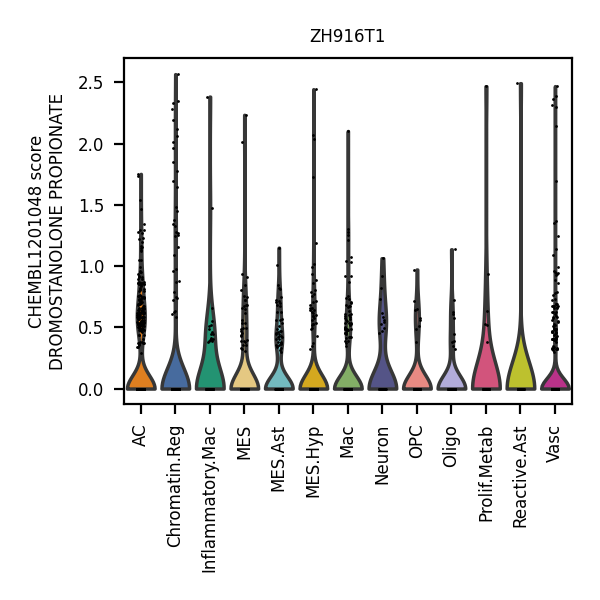 ZH916T1
CHEMBL1201048 score
DROMOSTANOLONE PROPIONATE
2.5
2.0
1.5
1.0
0.5
0.0
AC
Chromatin.Reg
Inflammatory.Mac
MES
MES.Ast
MES.Hyp
Mac
Neuron
OPC
Oligo
Prolif.Metab
Reactive.Ast
Vasc